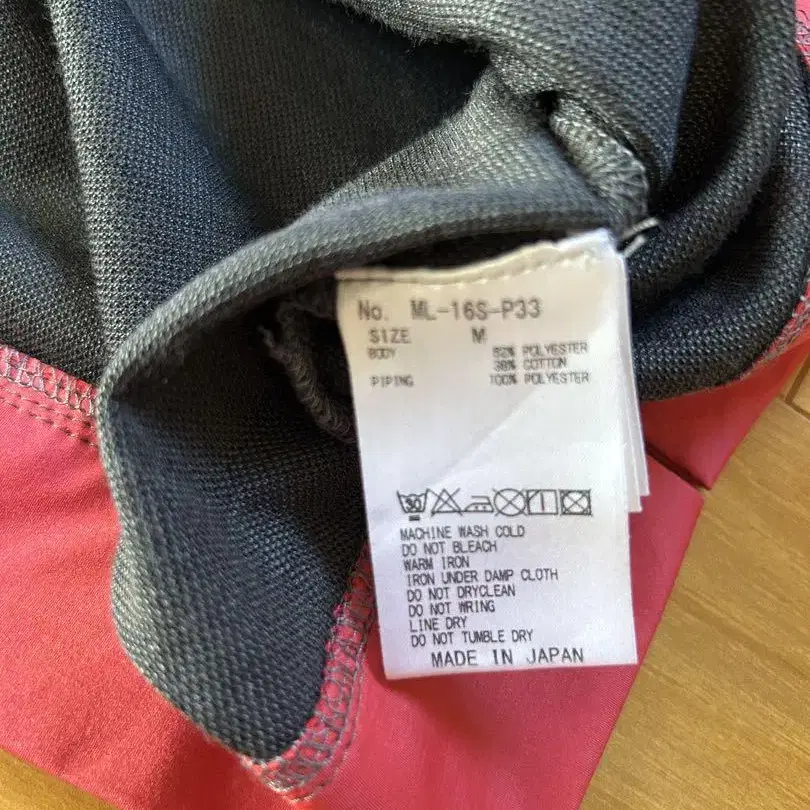 No. ML-16S-P33
SIZE M
BODY 62% POLYESTER
38% COTTON
PIPING 100% POLYESTER
30
MACHINE WASH COLD
DO NOT BLEACH
WARM IRON
IRON UNDER DAMP CLOTH
DO NOT DRYCLEAN
DO NOT WRING
LINE DRY
DO NOT TUMBLE DRY
MADE IN JAPAN